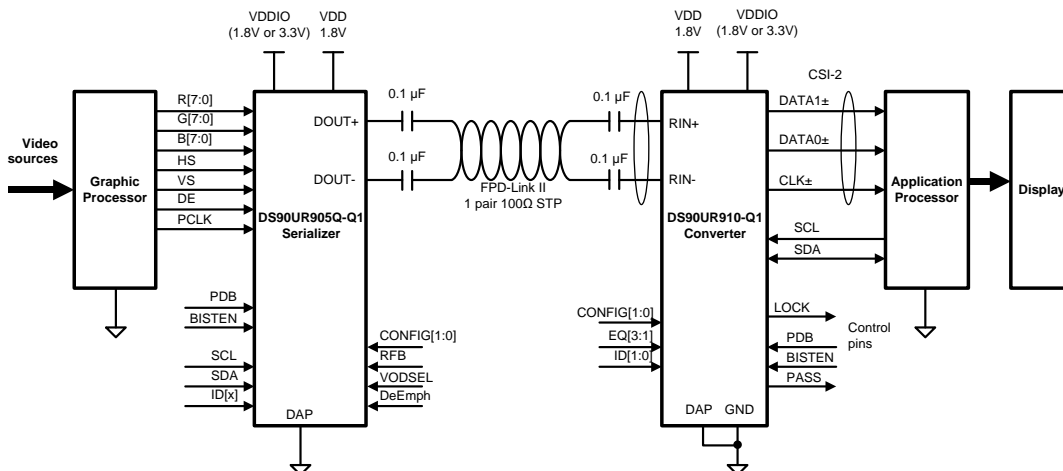 VDDIO
(1.8V or 3.3V)
VDD
1.8V
VDD
1.8V
VDDIO
(1.8V or 3.3V)
CSI-2
Video
sources
Graphic
Processor
R[7:0]
G[7:0]
B[7:0]
HS
VS
DE
PCLK
PDB
BISTEN
SCL
SDA
ID[x]
DOUT+
DOUT-
DS90UR905Q-Q1
Serializer
DAP
CONFIG[1:0]
RFB
VODSEL
DeEmph
0.1 µF
0.1 µF
0.1 µF
0.1 µF
FPD-Link II
1 pair 100Ω STP
RIN+
RIN-
DS90UR910-Q1
Converter
CONFIG[1:0]
EQ[3:1]
ID[1:0]
DAP
GND
DATA1±
DATA0±
CLK±
SCL
SDA
LOCK
PDB
BISTEN
PASS
Control
pins
Application
Processor
Display